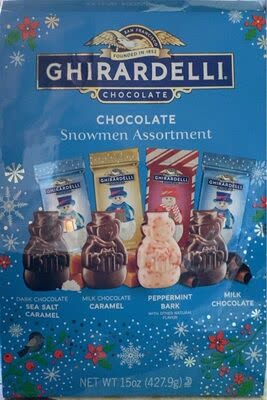 SAN FRANCISCO
FOUNDED IN 1852
GHIRARDELLI
CHOCOLATE
CHOCOLATE
Snowmen Assortment
GHIRARDELLI
GHIRARDELLI
GHIRARDELLI
GHIRARDELLI
DARK CHOCOLATE
SEA SALT
CARAMEL
MILK CHOCOLATE
CARAMEL
PEPPERMINT
BARK
WITH OTHER NATURAL
FLAVOR
MILK
CHOCOLATE
NET WT 15oz (427.9g)